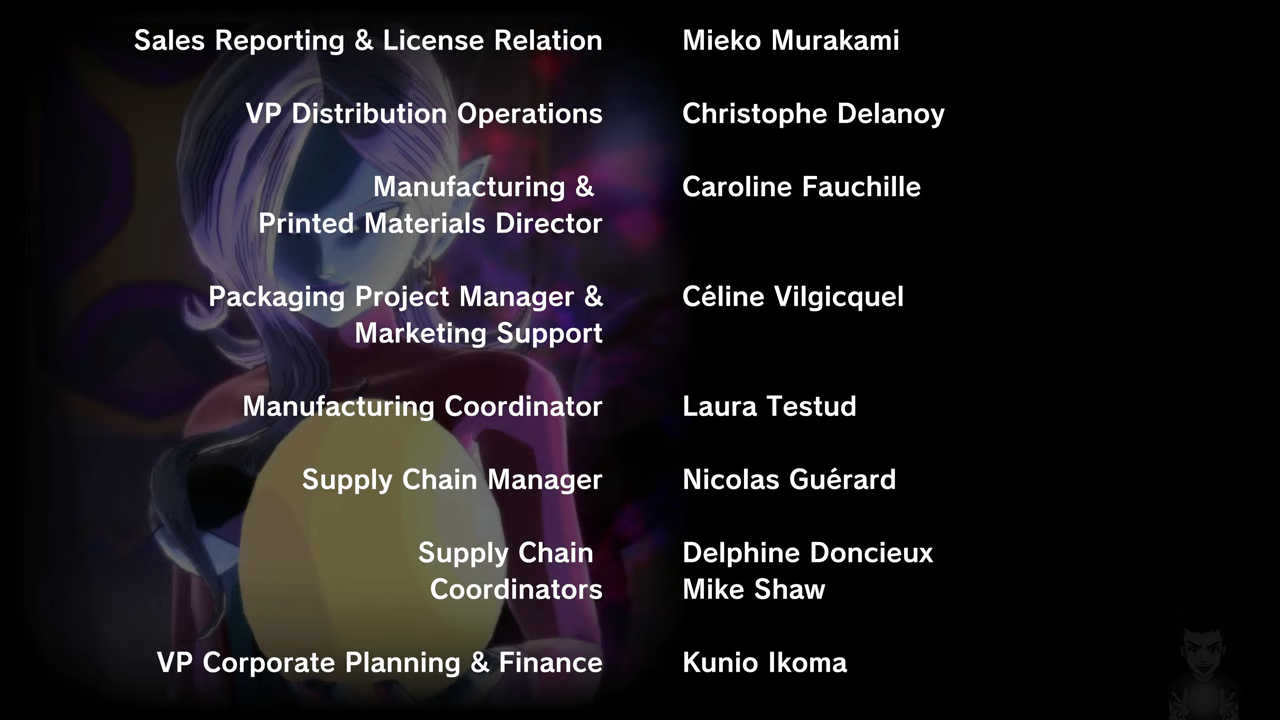 Sales Reporting & License Relation Mieko Murakami
VP Distribution Operations Christophe Delanoy
Manufacturing & Caroline Fauchille
Printed Materials Director
Packaging Project Manager & Céline Vilgicquel
Marketing Support
Manufacturing Coordinator Laura Testud
Supply Chain Manager Nicolas Guérard
Supply Chain Delphine Doncieux
Coordinators Mike Shaw
VP Corporate Planning & Finance Kunio Ikoma